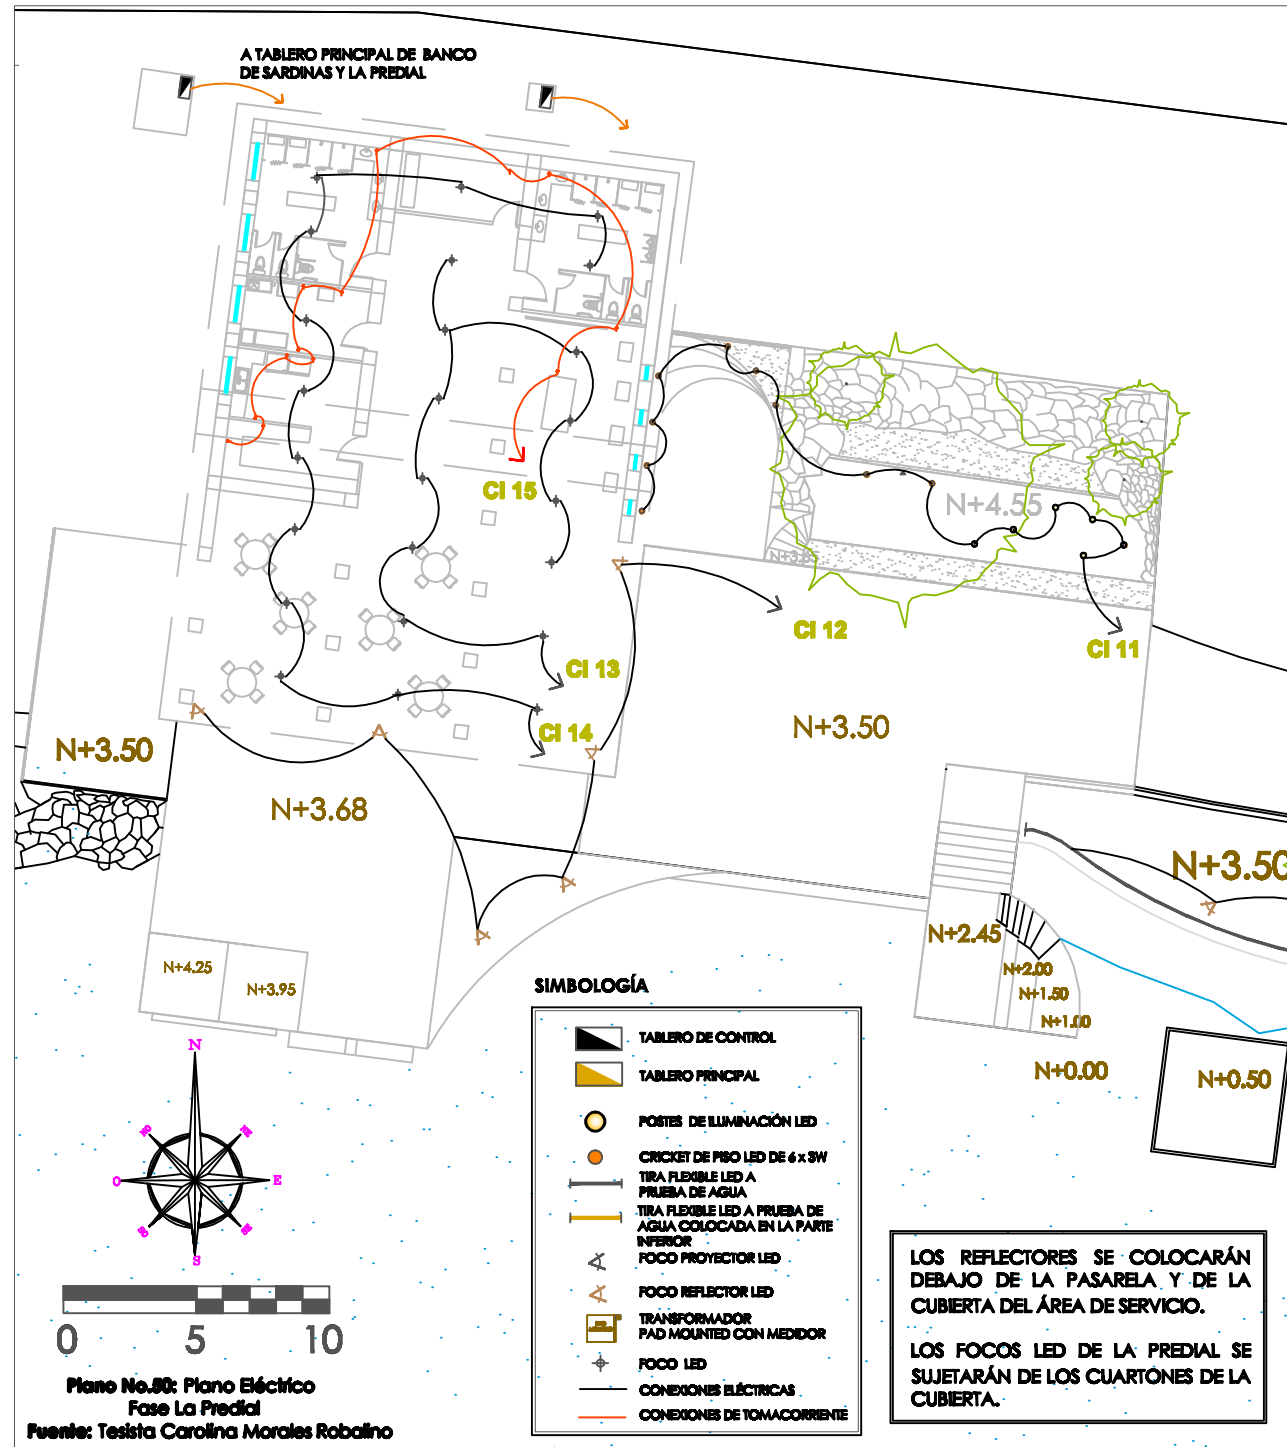 A TABLERO PRINCIPAL DE BANCO
DE SARDINAS Y LA PREDIAL
CI 15
N+4.55
CI 12
CI 11
CI 13
CI 14
N+3.50
N+3.50
N+3.68
N+3.50
N+2.45
N+2.00
N+1.50
N+1.00
N+0.00
N+0.50
N+4.25
N+3.95
SIMBOLOGÍA
TABLERO DE CONTROL
TABLERO PRINCIPAL
POSTES DE ILUMINACIÓN LED
CRICKET DE PISO LED DE 6 x 3W
TIRA FLEXIBLE LED A
PRUEBA DE AGUA
TIRA FLEXIBLE LED A PRUEBA DE
AGUA COLOCADA EN LA PARTE
INFERIOR
FOCO PROYECTOR LED
FOCO REFLECTOR LED
TRANSFORMADOR
PAD MOUNTED CON MEDIDOR
FOCO LED
CONEXIONES ELÉCTRICAS
CONEXIONES DE TOMACORRIENTE
LOS REFLECTORES SE COLOCARÁN
DEBAJO DE LA PASARELA Y DE LA
CUBIERTA DEL ÁREA DE SERVICIO.
LOS FOCOS LED DE LA PREDIAL SE
SUJETARÁN DE LOS CUARTONES DE LA
CUBIERTA.
N
O
E
S
0 5 10
Plano No.50: Plano Eléctrico
Fase La Predial
Fuente: Tesista Carolina Morales Robalino